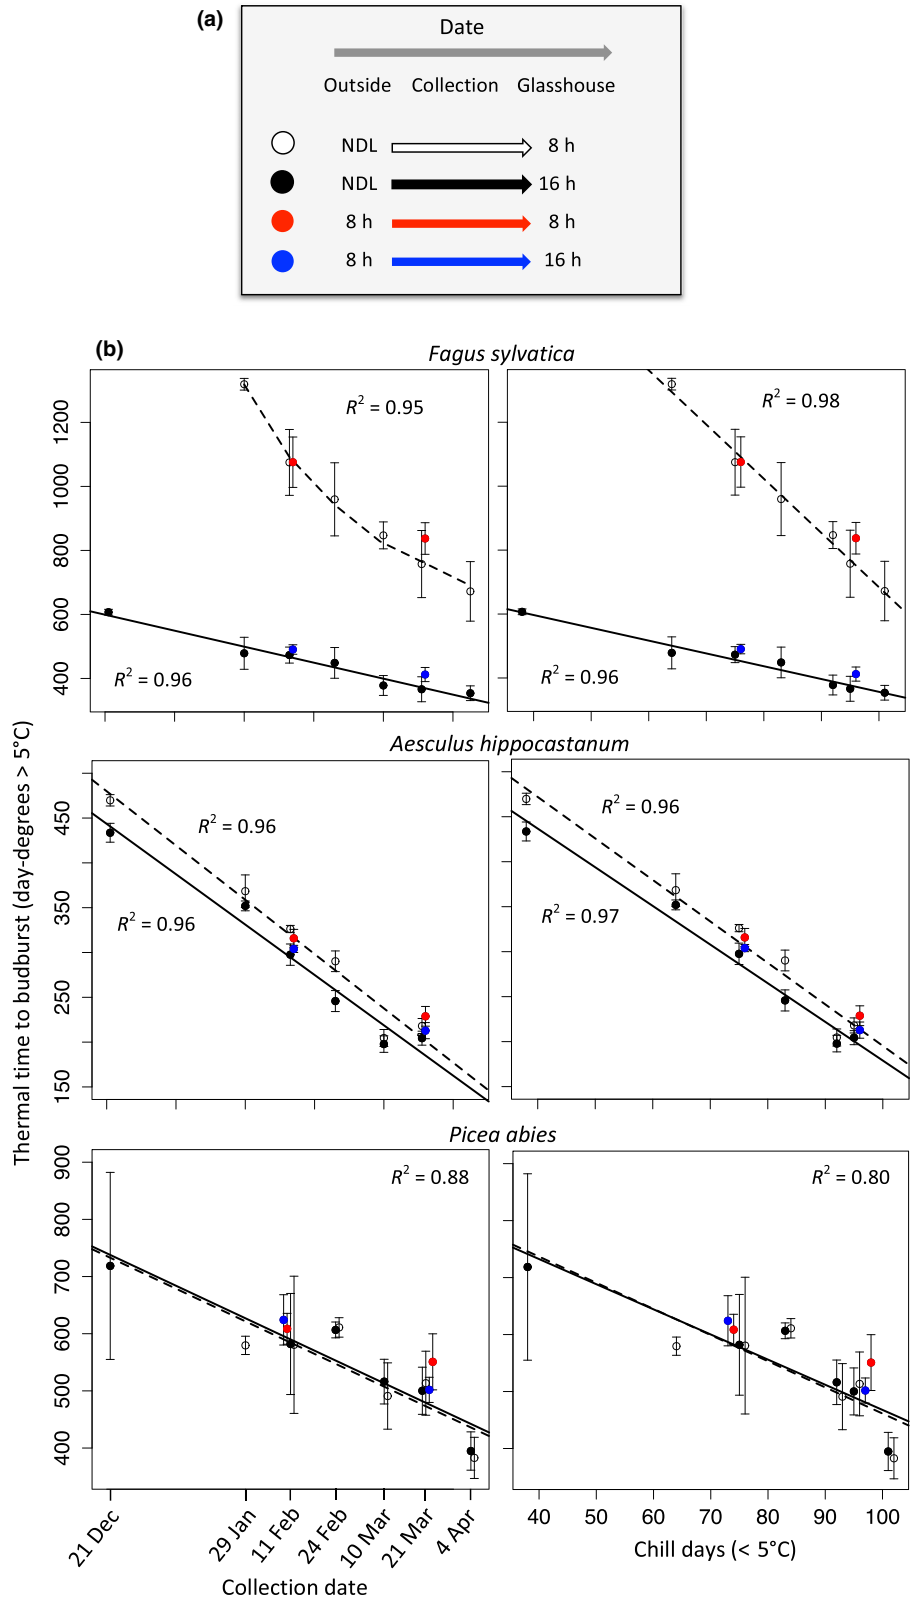 (a)
Date
Outside Collection Glasshouse
NDL 8 h
NDL 16 h
8 h 8 h
8 h 16 h
(b)
Fagus sylvatica
R² = 0.95
R² = 0.98
1200
1000
800
600
400
R² = 0.96
R² = 0.96
Aesculus hippocastanum
R² = 0.96
R² = 0.96
450
350
250
150
R² = 0.96
R² = 0.97
Thermal time to budburst (day-degrees > 5°C)
Picea abies
R² = 0.88
R² = 0.80
900
800
700
600
500
400
21 Dec 29 Jan 11 Feb 24 Feb 10 Mar 21 Mar 4 Apr
40 50 60 70 80 90 100
Collection date
Chill days (< 5°C)